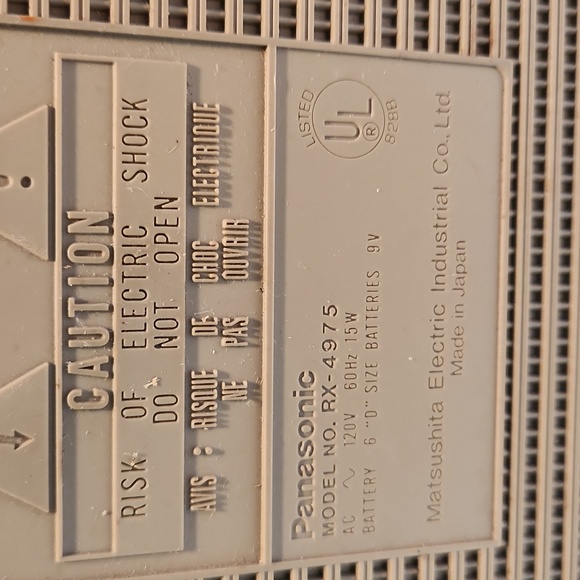 CAUTION
RISK OF ELECTRIC SHOCK
DO NOT OPEN
AVIS : RISQUE DE CHOC ELECTRIQUE
NE PAS OUVRIR
Panasonic
MODEL NO. RX-4975
AC ~ 120V 60Hz 15W
BATTERY 6 "D" SIZE BATTERIES 9V
LISTED
UL ®
828B
Matsushita Electric Industrial Co., Ltd.
Made in Japan